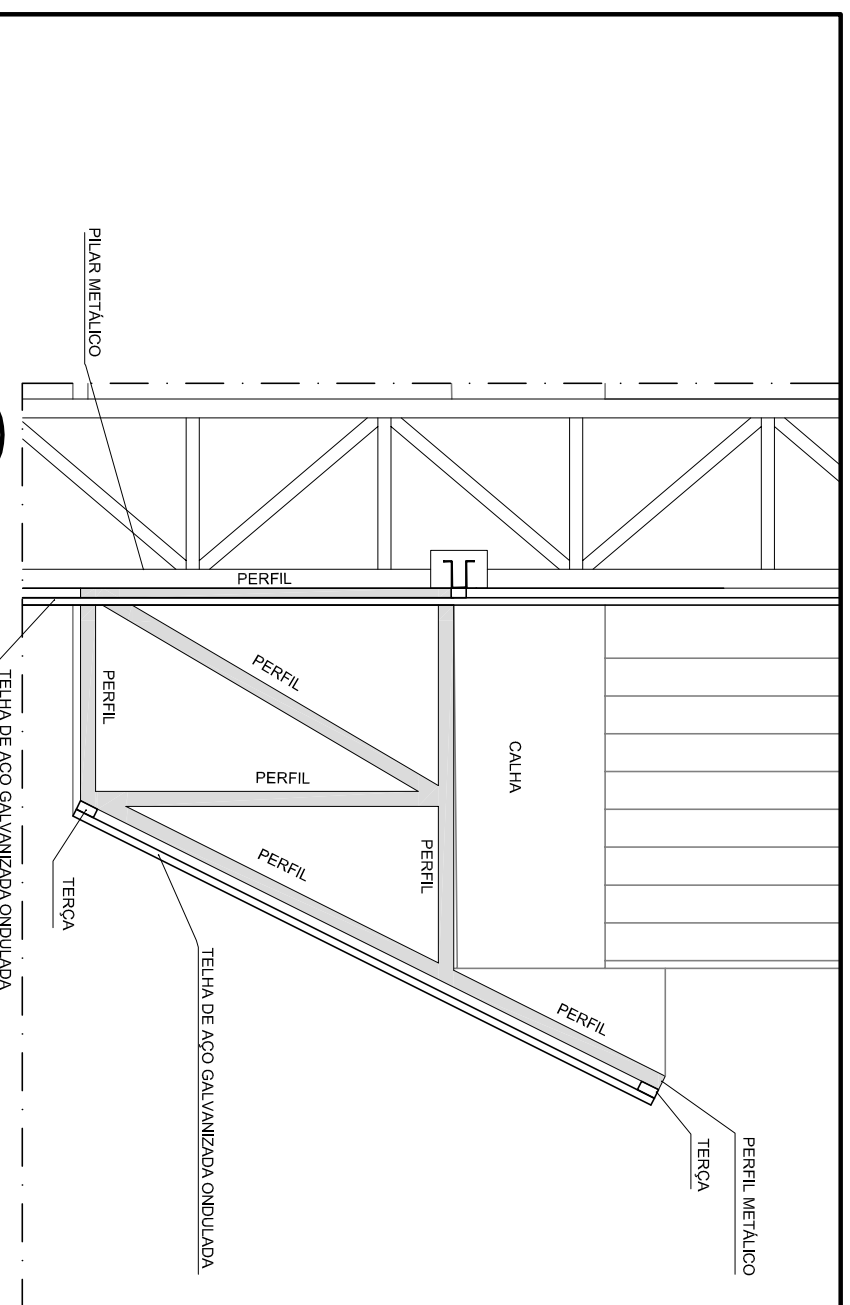 PERFIL METÁLICO
TERÇA
PERFIL
CALHA
PERFIL
PERFIL
PERFIL
PERFIL
PERFIL
PERFIL
TELHA DE AÇO GALVANIZADA ONDULADA
TERÇA
PILAR METÁLICO
TELHA DE AÇO GALVANIZADA ONDULADA